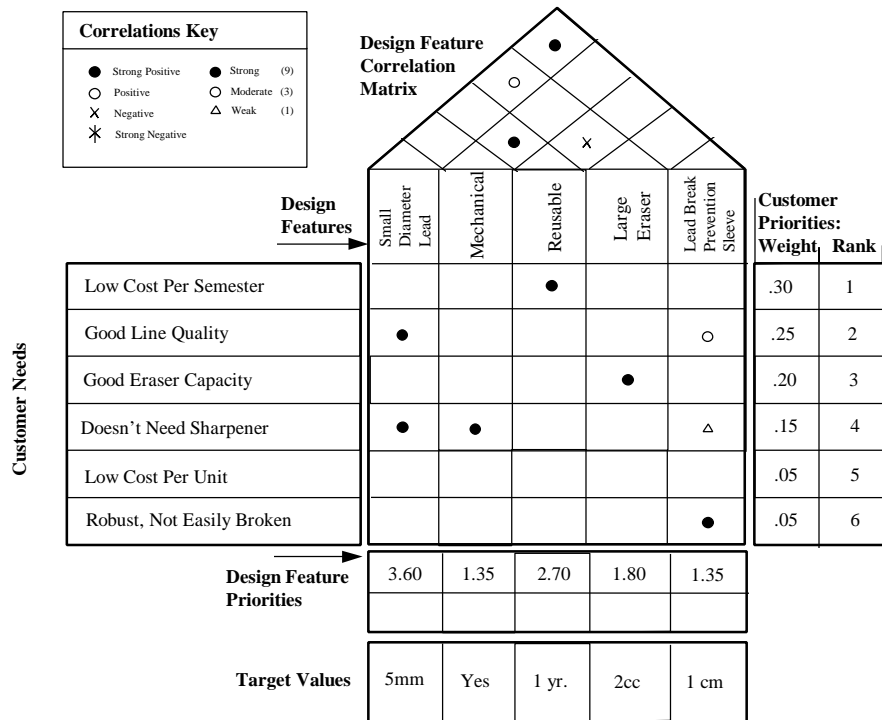 Correlations Key
Strong Positive Strong (9)
Positive Moderate (3)
Negative Weak (1)
Strong Negative
Design Feature
Correlation
Matrix
Design
Features
Small
Diameter
Lead
Mechanical
Reusable
Large
Eraser
Lead Break
Prevention
Sleeve
Customer
Priorities:
Weight Rank
Customer Needs
Low Cost Per Semester .30 1
Good Line Quality .25 2
Good Eraser Capacity .20 3
Doesn't Need Sharpener .15 4
Low Cost Per Unit .05 5
Robust, Not Easily Broken .05 6
Design Feature
Priorities
3.60 1.35 2.70 1.80 1.35
Target Values 5mm Yes 1 yr. 2cc 1 cm